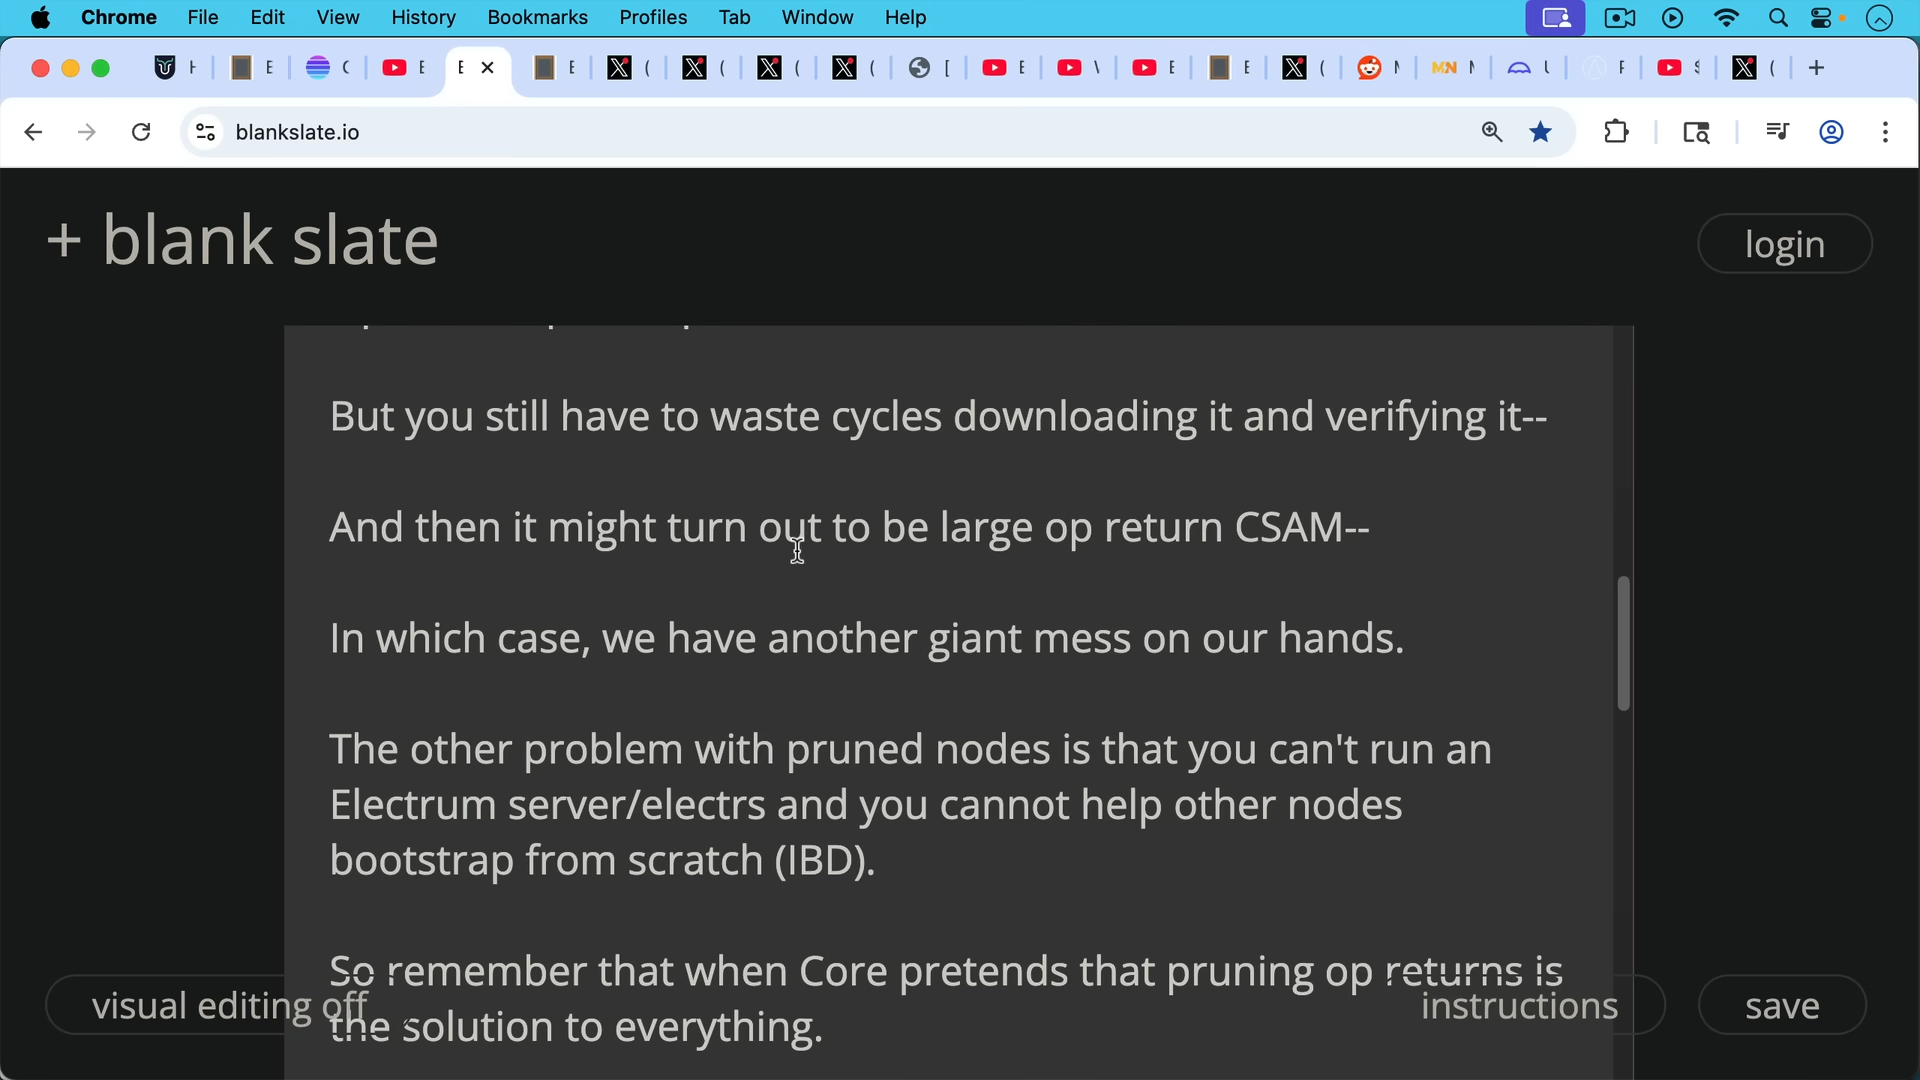 Chrome File Edit View History Bookmarks Profiles Tab Window Help
blankslate.io
+ blank slate
login
But you still have to waste cycles downloading it and verifying it--
And then it might turn out to be large op return CSAM--
In which case, we have another giant mess on our hands.
The other problem with pruned nodes is that you can't run an
Electrum server/electrs and you cannot help other nodes
bootstrap from scratch (IBD).
So remember that when Core pretends that pruning op returns is
the solution to everything.
visual editing off
instructions
save